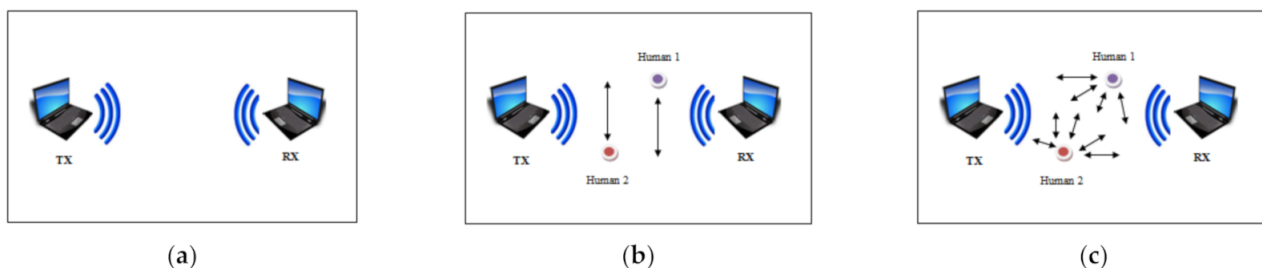 TX
RX
(a)
Human 1
TX
RX
Human 2
(b)
Human 1
TX
RX
Human 2
(c)